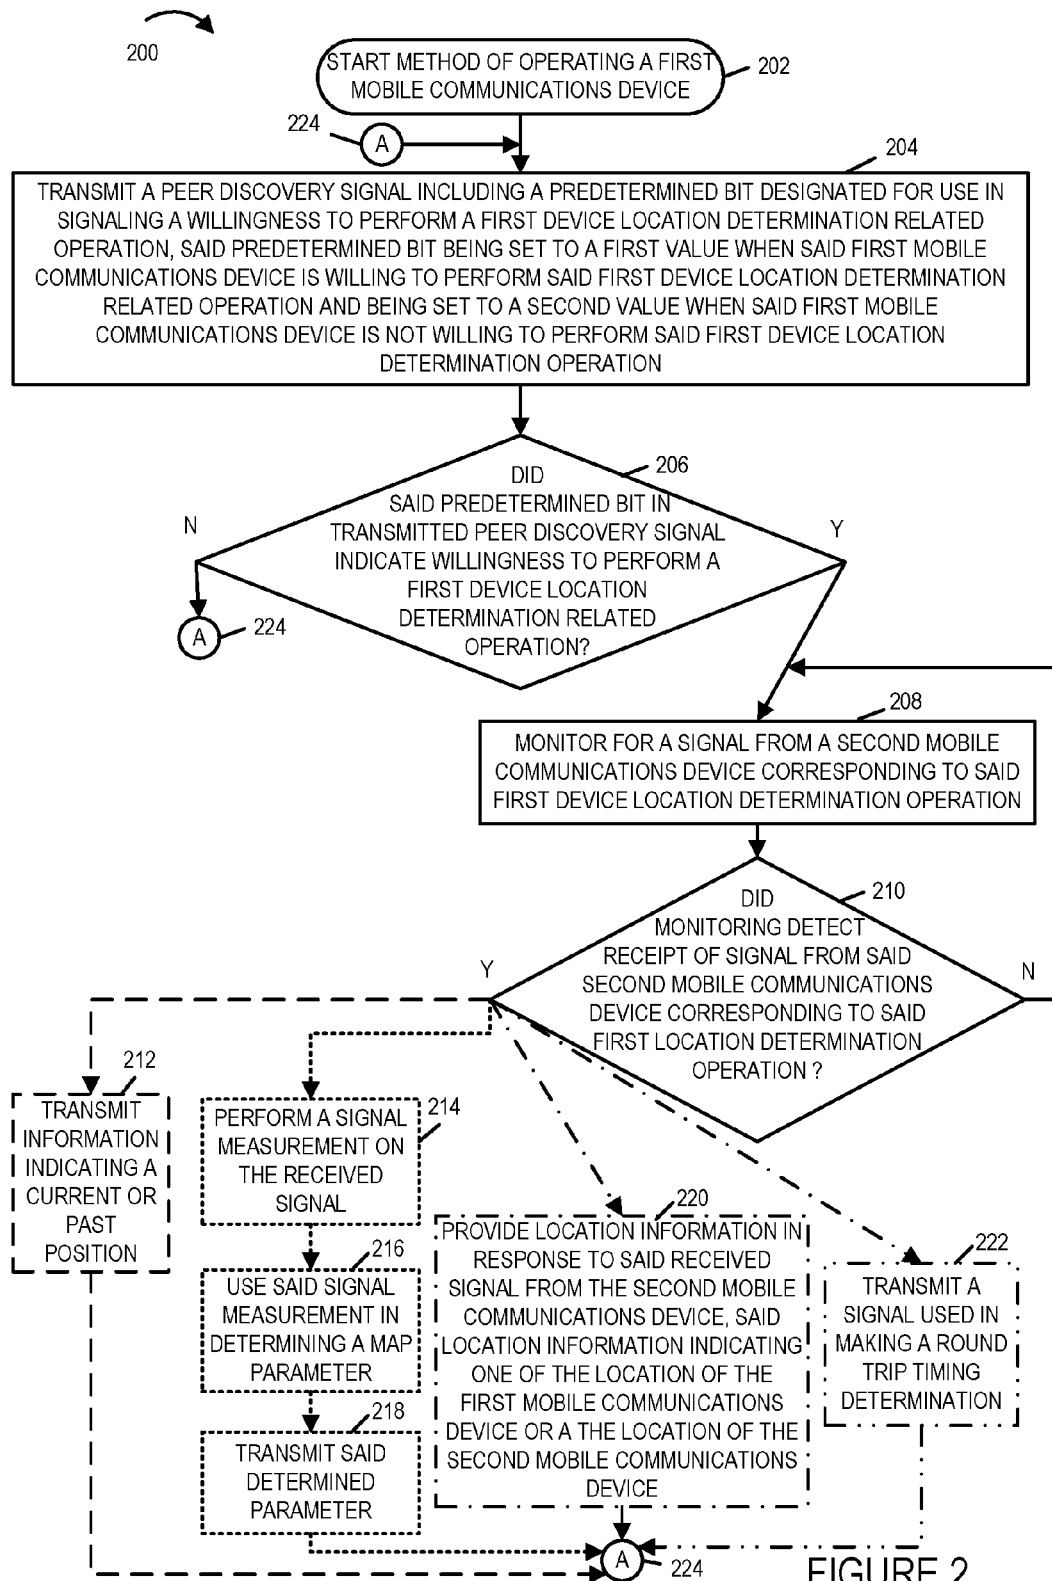 200
START METHOD OF OPERATING A FIRST
MOBILE COMMUNICATIONS DEVICE
202
224
A
204
TRANSMIT A PEER DISCOVERY SIGNAL INCLUDING A PREDETERMINED BIT DESIGNATED FOR USE IN
SIGNALING A WILLINGNESS TO PERFORM A FIRST DEVICE LOCATION DETERMINATION RELATED
OPERATION, SAID PREDETERMINED BIT BEING SET TO A FIRST VALUE WHEN SAID FIRST MOBILE
COMMUNICATIONS DEVICE IS WILLING TO PERFORM SAID FIRST DEVICE LOCATION DETERMINATION
RELATED OPERATION AND BEING SET TO A SECOND VALUE WHEN SAID FIRST MOBILE
COMMUNICATIONS DEVICE IS NOT WILLING TO PERFORM SAID FIRST DEVICE LOCATION
DETERMINATION OPERATION
206
DID
SAID PREDETERMINED BIT IN
TRANSMITTED PEER DISCOVERY SIGNAL
INDICATE WILLINGNESS TO PERFORM A
FIRST DEVICE LOCATION
DETERMINATION RELATED
OPERATION?
N
Y
A
224
208
MONITOR FOR A SIGNAL FROM A SECOND MOBILE
COMMUNICATIONS DEVICE CORRESPONDING TO SAID
FIRST DEVICE LOCATION DETERMINATION OPERATION
210
DID
MONITORING DETECT
RECEIPT OF SIGNAL FROM SAID
SECOND MOBILE COMMUNICATIONS
DEVICE CORRESPONDING TO SAID
FIRST LOCATION DETERMINATION
OPERATION ?
Y
N
212
TRANSMIT
INFORMATION
INDICATING A
CURRENT OR
PAST
POSITION
214
PERFORM A SIGNAL
MEASUREMENT ON
THE RECEIVED
SIGNAL
216
USE SAID SIGNAL
MEASUREMENT IN
DETERMINING A MAP
PARAMETER
218
TRANSMIT SAID
DETERMINED
PARAMETER
220
PROVIDE LOCATION INFORMATION IN
RESPONSE TO SAID RECEIVED
SIGNAL FROM THE SECOND MOBILE
COMMUNICATIONS DEVICE, SAID
LOCATION INFORMATION INDICATING
ONE OF THE LOCATION OF THE
FIRST MOBILE COMMUNICATIONS
DEVICE OR A THE LOCATION OF THE
SECOND MOBILE COMMUNICATIONS
DEVICE
222
TRANSMIT A
SIGNAL USED IN
MAKING A ROUND
TRIP TIMING
DETERMINATION
A
224
FIGURE 2